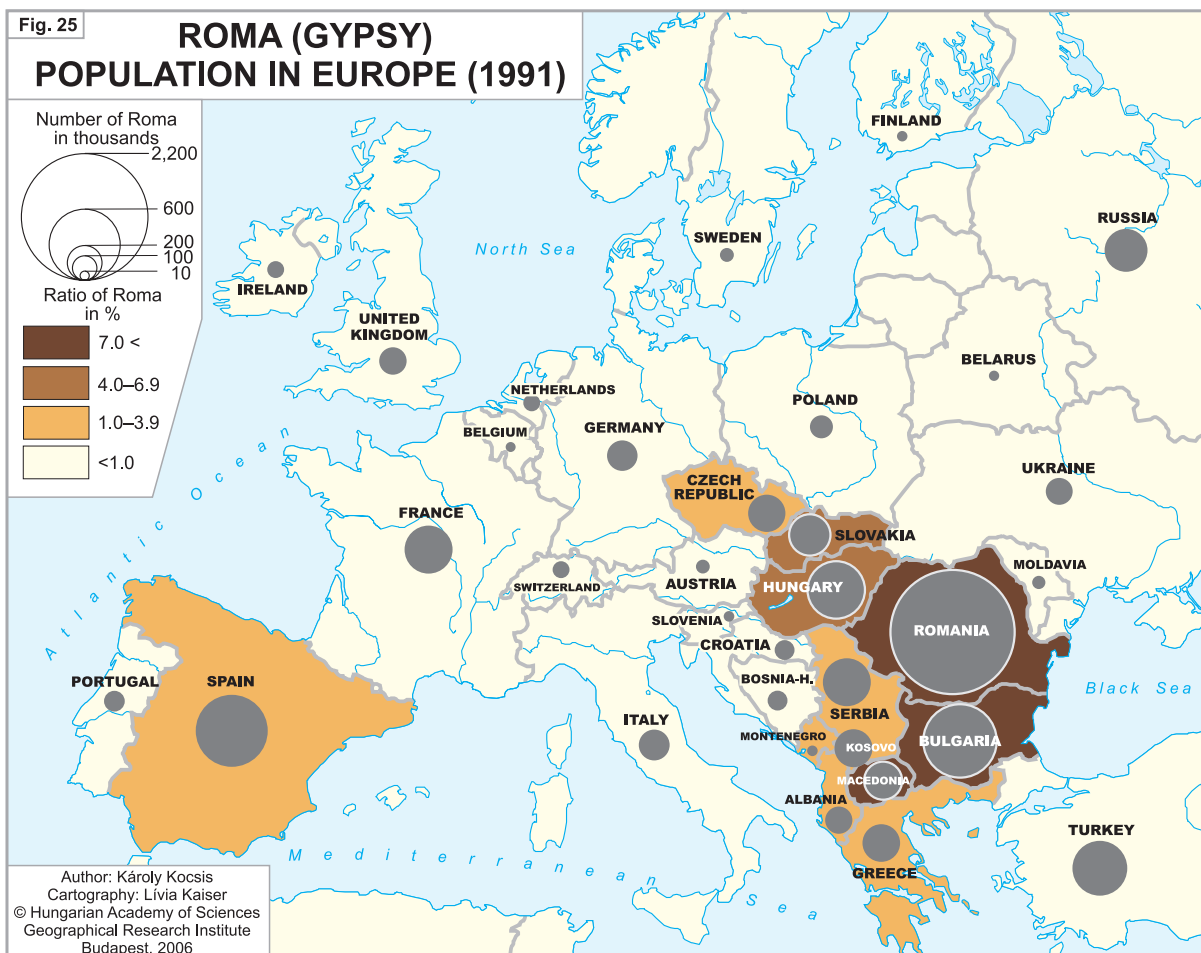 Fig. 25
ROMA (GYPSY)
POPULATION IN EUROPE (1991)
Number of Roma
in thousands
2,200
600
200
100
10
Ratio of Roma
in %
7.0 <
4.0–6.9
1.0–3.9
<1.0
FINLAND
RUSSIA
SWEDEN
North Sea
IRELAND
UNITED
KINGDOM
BELARUS
NETHERLANDS
POLAND
BELGIUM
GERMANY
UKRAINE
CZECH
REPUBLIC
Atlantic Ocean
FRANCE
SLOVAKIA
MOLDAVIA
SWITZERLAND
AUSTRIA
HUNGARY
SLOVENIA
ROMANIA
CROATIA
PORTUGAL
SPAIN
BOSNIA-H.
Black Sea
ITALY
SERBIA
MONTENEGRO
KOSOVO
BULGARIA
MACEDONIA
ALBANIA
TURKEY
GREECE
Mediterranean Sea
Author: Károly Kocsis
Cartography: Lívia Kaiser
© Hungarian Academy of Sciences
Geographical Research Institute
Budapest, 2006